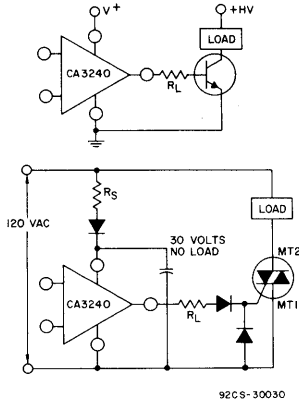 V+
+HV
LOAD
CA3240
RL
RS
LOAD
120 VAC
30 VOLTS
NO LOAD
MT2
CA3240
RL
MT1
92CS-30030